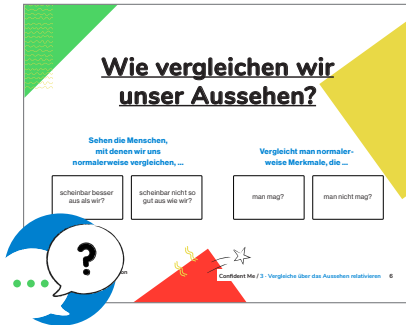 Wie vergleichen wir
unser Aussehen?
Sehen die Menschen,
mit denen wir uns
normalerweise vergleichen, ...
scheinbar besser
aus als wir?
scheinbar nicht so
gut aus wie wir?
Vergleicht man normaler-
weise Merkmale, die ...
man mag?
man nicht mag?
?
Confident Me / 3 - Vergleiche über das Aussehen relativieren 6